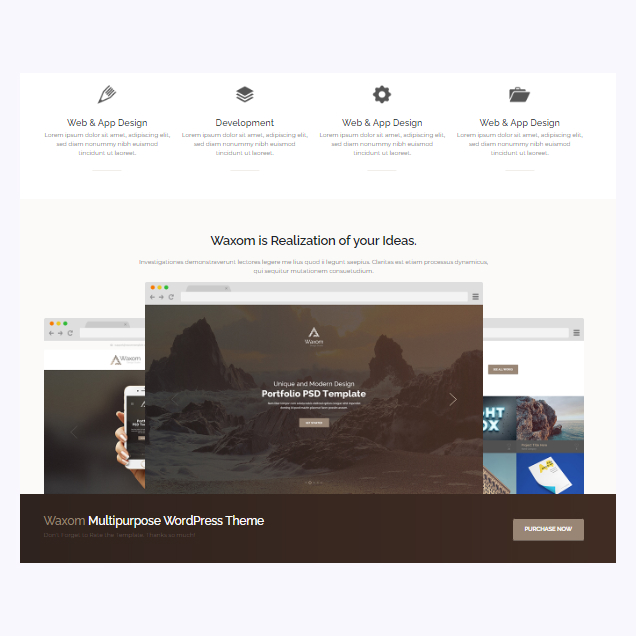 Web & App Design
Lorem ipsum dolor sit amet, adipiscing elit,
sed diam nonummy nibh euismod
tincidunt ut laoreet.
Development
Lorem ipsum dolor sit amet, adipiscing elit,
sed diam nonummy nibh euismod
tincidunt ut laoreet.
Web & App Design
Lorem ipsum dolor sit amet, adipiscing elit,
sed diam nonummy nibh euismod
tincidunt ut laoreet.
Web & App Design
Lorem ipsum dolor sit amet, adipiscing elit,
sed diam nonummy nibh euismod
tincidunt ut laoreet.
Waxom is Realization of your Ideas.
Investigationes demonstraverunt lectores legere me lius quod ii legunt saepius. Claritas est etiam processus dynamicus,
qui sequitur mutationem consuetudium.
Waxom
Waxom
Unique and Modern Design
Portfolio PSD Template
PSD Template
GHT
OX
Waxom Multipurpose WordPress Theme
Don't Forget to Rate the Template. Thanks so much!
PURCHASE NOW